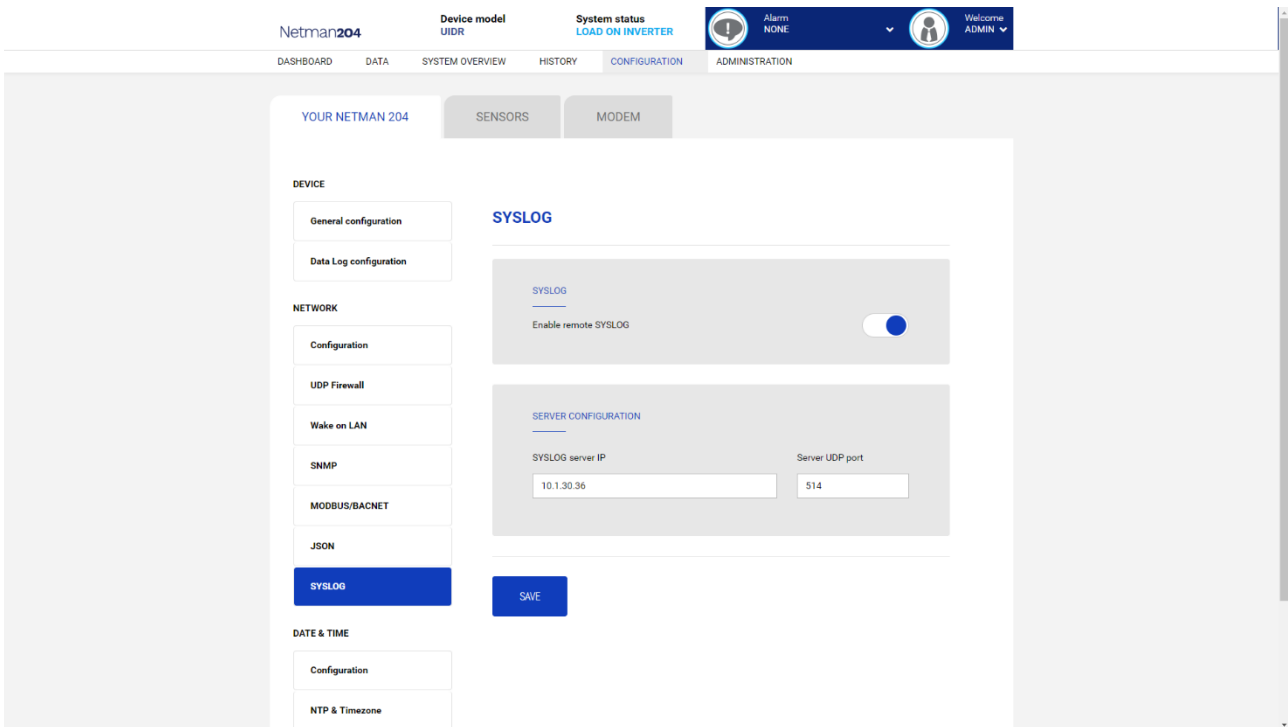 Netman204
Device model
UIDR
System status
LOAD ON INVERTER
Alarm
NONE
Welcome
ADMIN
DASHBOARD DATA SYSTEM OVERVIEW HISTORY CONFIGURATION ADMINISTRATION
YOUR NETMAN 204 SENSORS MODEM
DEVICE
General configuration
Data Log configuration
NETWORK
Configuration
UDP Firewall
Wake on LAN
SNMP
MODBUS/BACNET
JSON
SYSLOG
DATE & TIME
Configuration
NTP & Timezone
SYSLOG
SYSLOG
Enable remote SYSLOG
SERVER CONFIGURATION
SYSLOG server IP Server UDP port
10.1.30.36 514
SAVE